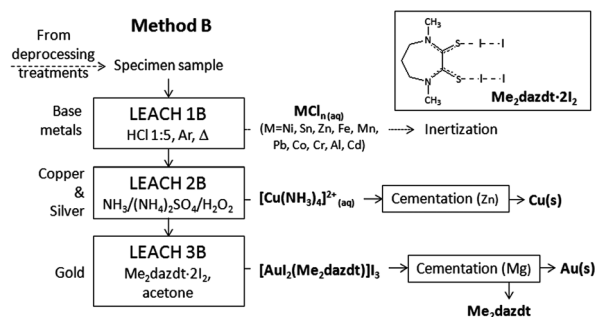 Method B
From
deprocessing
treatments
Specimen sample
CH₃
N
S
I
I
S
I
I
N
CH₃
Me₂dazdt·2I₂
Base
metals
LEACH 1B
HCl 1:5, Ar, Δ
MClₙ (aq)
(M=Ni, Sn, Zn, Fe, Mn,
Pb, Co, Cr, Al, Cd)
Inertization
Copper
&
Silver
LEACH 2B
NH₃/(NH₄)₂SO₄/H₂O₂
[Cu(NH₃)₄]²⁺ (aq)
Cementation (Zn)
Cu(s)
Gold
LEACH 3B
Me₂dazdt·2I₂,
acetone
[AuI₂(Me₂dazdt)]I₃
Cementation (Mg)
Au(s)
Me₂dazdt